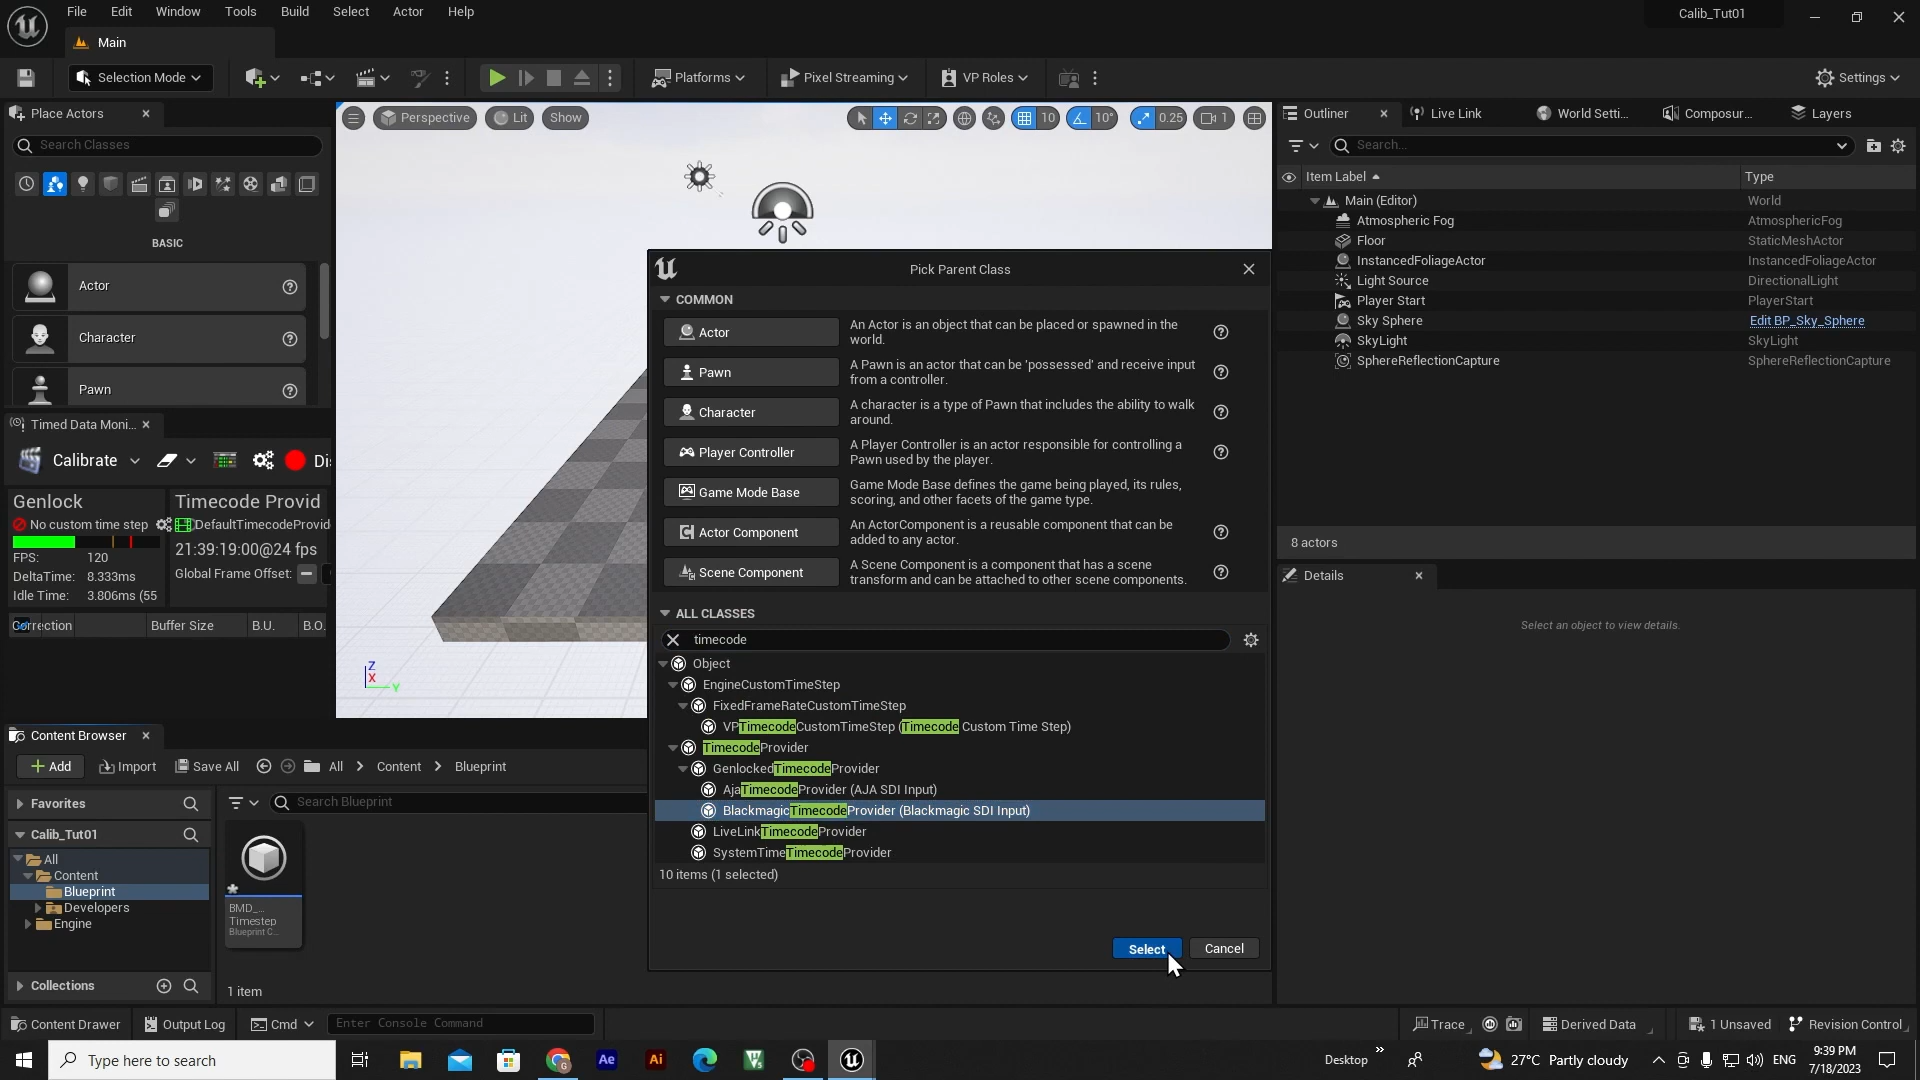 File Edit Window Tools Build Select Actor Help
Calib_Tut01
Main
Selection Mode
Platforms
Pixel Streaming
VP Roles
Settings
Place Actors
Search Classes
BASIC
Actor
Character
Pawn
Timed Data Moni...
Calibrate
Di
Genlock
No custom time step
FPS: 120
DeltaTime: 8.333ms
Idle Time: 3.806ms (55
Timecode Provid
DefaultTimecodeProvid
21:39:19:00@24 fps
Global Frame Offset:
Buffer Size B.U. B.O.
Perspective Lit Show
10 10° 0.25 1
Z
X
Y
Pick Parent Class
COMMON
Actor
An Actor is an object that can be placed or spawned in the
world.
Pawn
A Pawn is an actor that can be 'possessed' and receive input
from a controller.
Character
A character is a type of Pawn that includes the ability to walk
around.
Player Controller
A Player Controller is an actor responsible for controlling a
Pawn used by the player.
Game Mode Base
Game Mode Base defines the game being played, its rules,
scoring, and other facets of the game type.
Actor Component
An ActorComponent is a reusable component that can be
added to any actor.
Scene Component
A Scene Component is a component that has a scene
transform and can be attached to other scene components.
ALL CLASSES
timecode
Object
EngineCustomTimeStep
FixedFrameRateCustomTimeStep
VPTimecodeCustomTimeStep (Timecode Custom Time Step)
TimecodeProvider
GenlockedTimecodeProvider
AjaTimecodeProvider (AJA SDI Input)
BlackmagicTimecodeProvider (Blackmagic SDI Input)
LiveLinkTimecodeProvider
SystemTimeTimecodeProvider
10 items (1 selected)
Select
Cancel
Outliner
Live Link
World Setti...
Composur...
Layers
Search...
Item Label Type
Main (Editor) World
Atmospheric Fog AtmosphericFog
Floor StaticMeshActor
InstancedFoliageActor InstancedFoliageActor
Light Source DirectionalLight
Player Start PlayerStart
Sky Sphere Edit BP_Sky_Sphere
SkyLight SkyLight
SphereReflectionCapture SphereReflectionCapture
8 actors
Details
Select an object to view details.
Content Browser
Add Import Save All All Content Blueprint
Favorites
Calib_Tut01
All
Content
Blueprint
Developers
Engine
Collections
Search Blueprint
BMD_...
Timestep
Blueprint C...
1 item
Content Drawer Output Log Cmd Enter Console Command
Trace Derived Data 1 Unsaved Revision Control
Type here to search
Ae
Ai
Desktop
»
27°C Partly cloudy
ENG
9:39 PM
7/18/2023